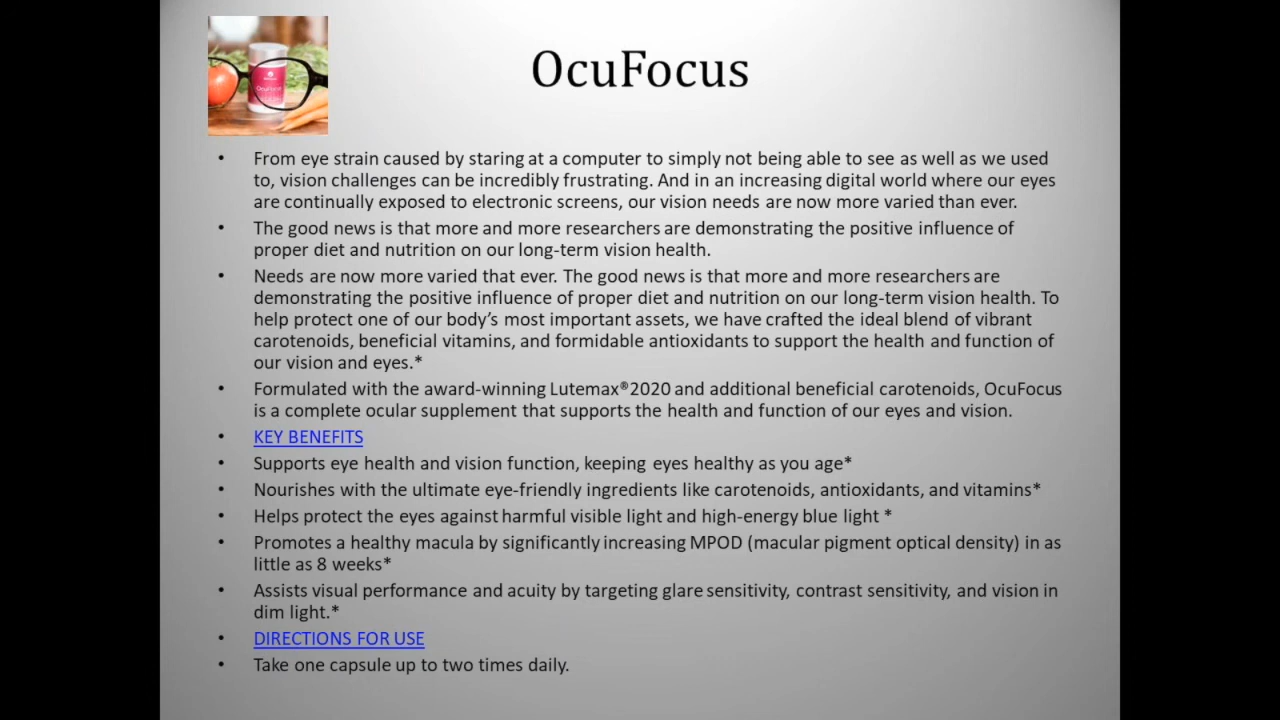 OcuFocus
OcuFocus
• From eye strain caused by staring at a computer to simply not being able to see as well as we used
to, vision challenges can be incredibly frustrating. And in an increasing digital world where our eyes
are continually exposed to electronic screens, our vision needs are now more varied than ever.
• The good news is that more and more researchers are demonstrating the positive influence of
proper diet and nutrition on our long-term vision health.
• Needs are now more varied that ever. The good news is that more and more researchers are
demonstrating the positive influence of proper diet and nutrition on our long-term vision health. To
help protect one of our body’s most important assets, we have crafted the ideal blend of vibrant
carotenoids, beneficial vitamins, and formidable antioxidants to support the health and function of
our vision and eyes.*
• Formulated with the award-winning Lutemax®2020 and additional beneficial carotenoids, OcuFocus
is a complete ocular supplement that supports the health and function of our eyes and vision.
• KEY BENEFITS
• Supports eye health and vision function, keeping eyes healthy as you age*
• Nourishes with the ultimate eye-friendly ingredients like carotenoids, antioxidants, and vitamins*
• Helps protect the eyes against harmful visible light and high-energy blue light *
• Promotes a healthy macula by significantly increasing MPOD (macular pigment optical density) in as
little as 8 weeks*
• Assists visual performance and acuity by targeting glare sensitivity, contrast sensitivity, and vision in
dim light.*
• DIRECTIONS FOR USE
• Take one capsule up to two times daily.